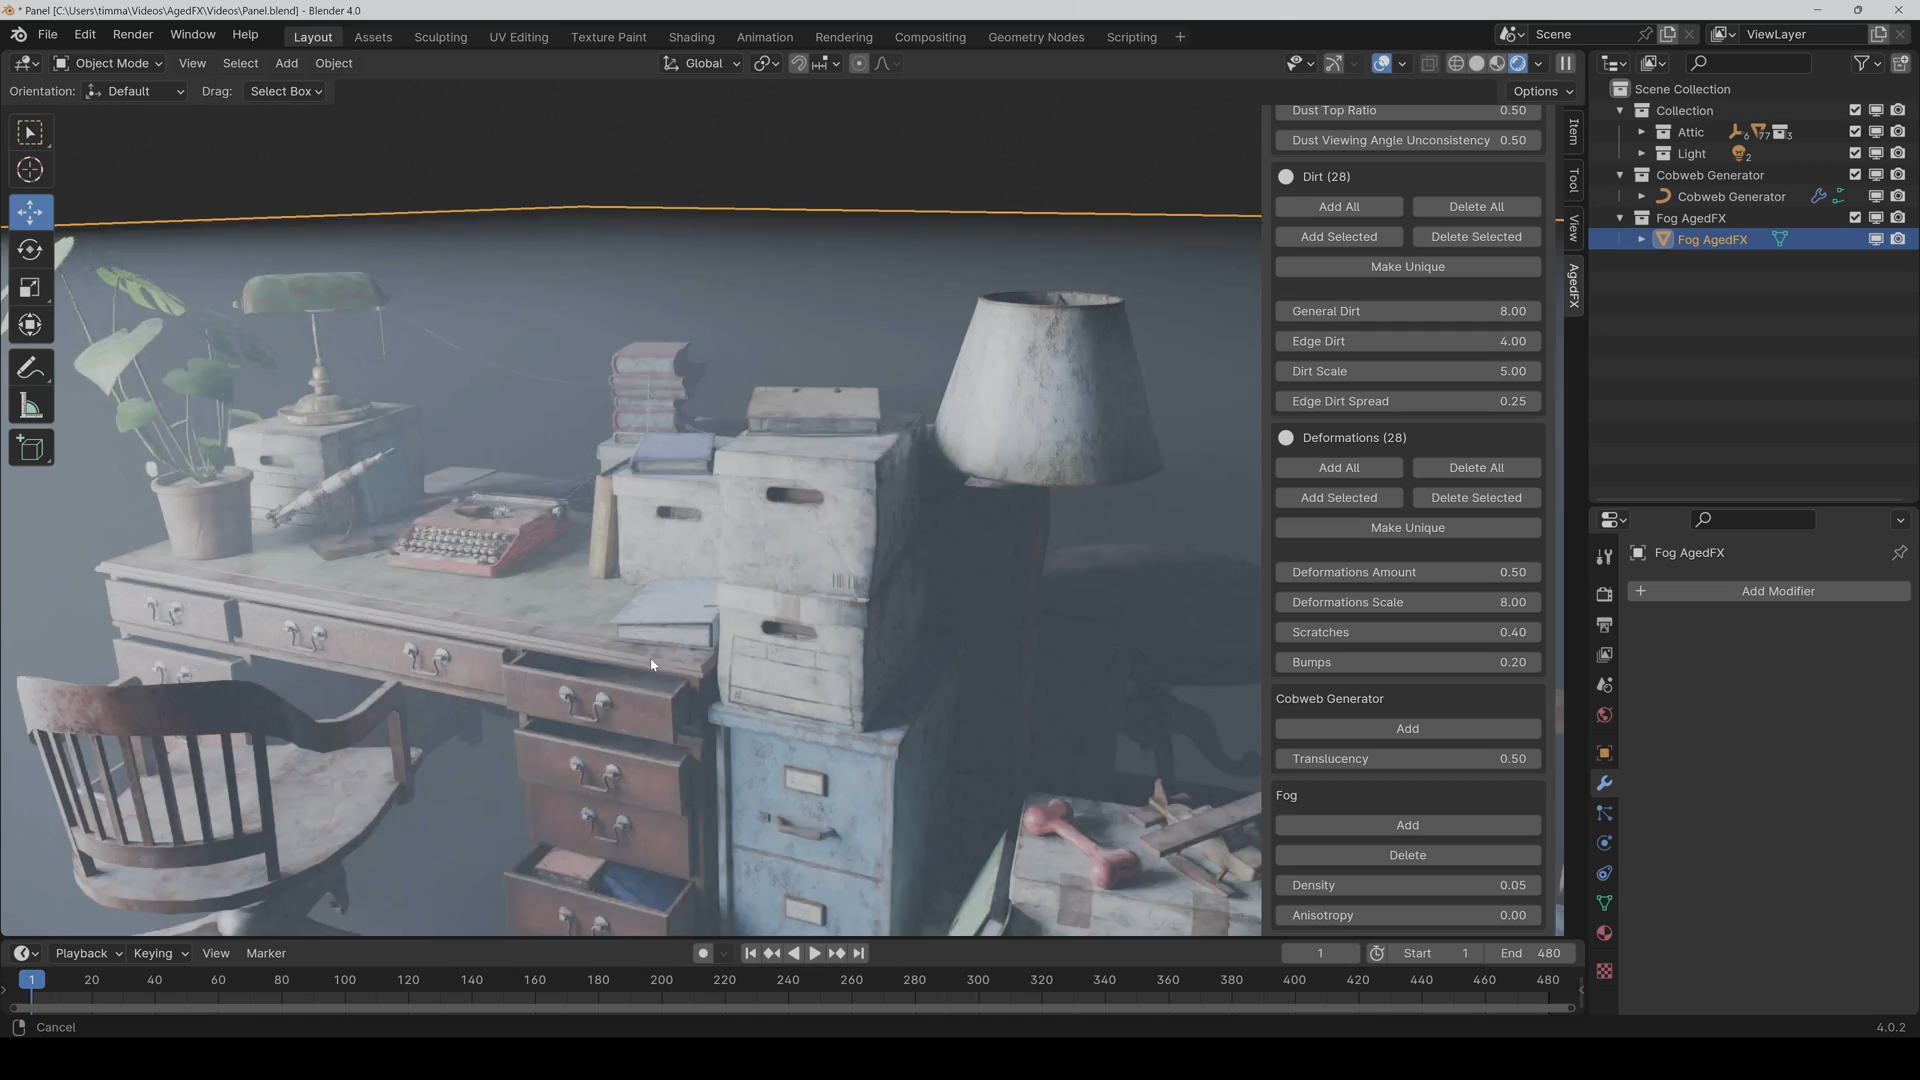 * Panel [C:\Users\timma\Videos\AgedFX\Videos\Panel.blend] - Blender 4.0
File Edit Render Window Help
Layout Assets Sculpting UV Editing Texture Paint Shading Animation Rendering Compositing Geometry Nodes Scripting
Scene
ViewLayer
Object Mode View Select Add Object
Global
Orientation: Default Drag: Select Box
Options
Item
Tool
View
AgedFX
Dust Top Ratio 0.50
Dust Viewing Angle Unconsistency 0.50
Dirt (28)
Add All Delete All
Add Selected Delete Selected
Make Unique
General Dirt 8.00
Edge Dirt 4.00
Dirt Scale 5.00
Edge Dirt Spread 0.25
Deformations (28)
Add All Delete All
Add Selected Delete Selected
Make Unique
Deformations Amount 0.50
Deformations Scale 8.00
Scratches 0.40
Bumps 0.20
Cobweb Generator
Add
Translucency 0.50
Fog
Add
Delete
Density 0.05
Anisotropy 0.00
Scene Collection
Collection
Attic 6 77 3
Light 2
Cobweb Generator
Cobweb Generator
Fog AgedFX
Fog AgedFX
Fog AgedFX
Add Modifier
Playback Keying View Marker
1
Start 1
End 480
1 20 40 60 80 100 120 140 160 180 200 220 240 260 280 300 320 340 360 380 400 420 440 460 480
Cancel
4.0.2